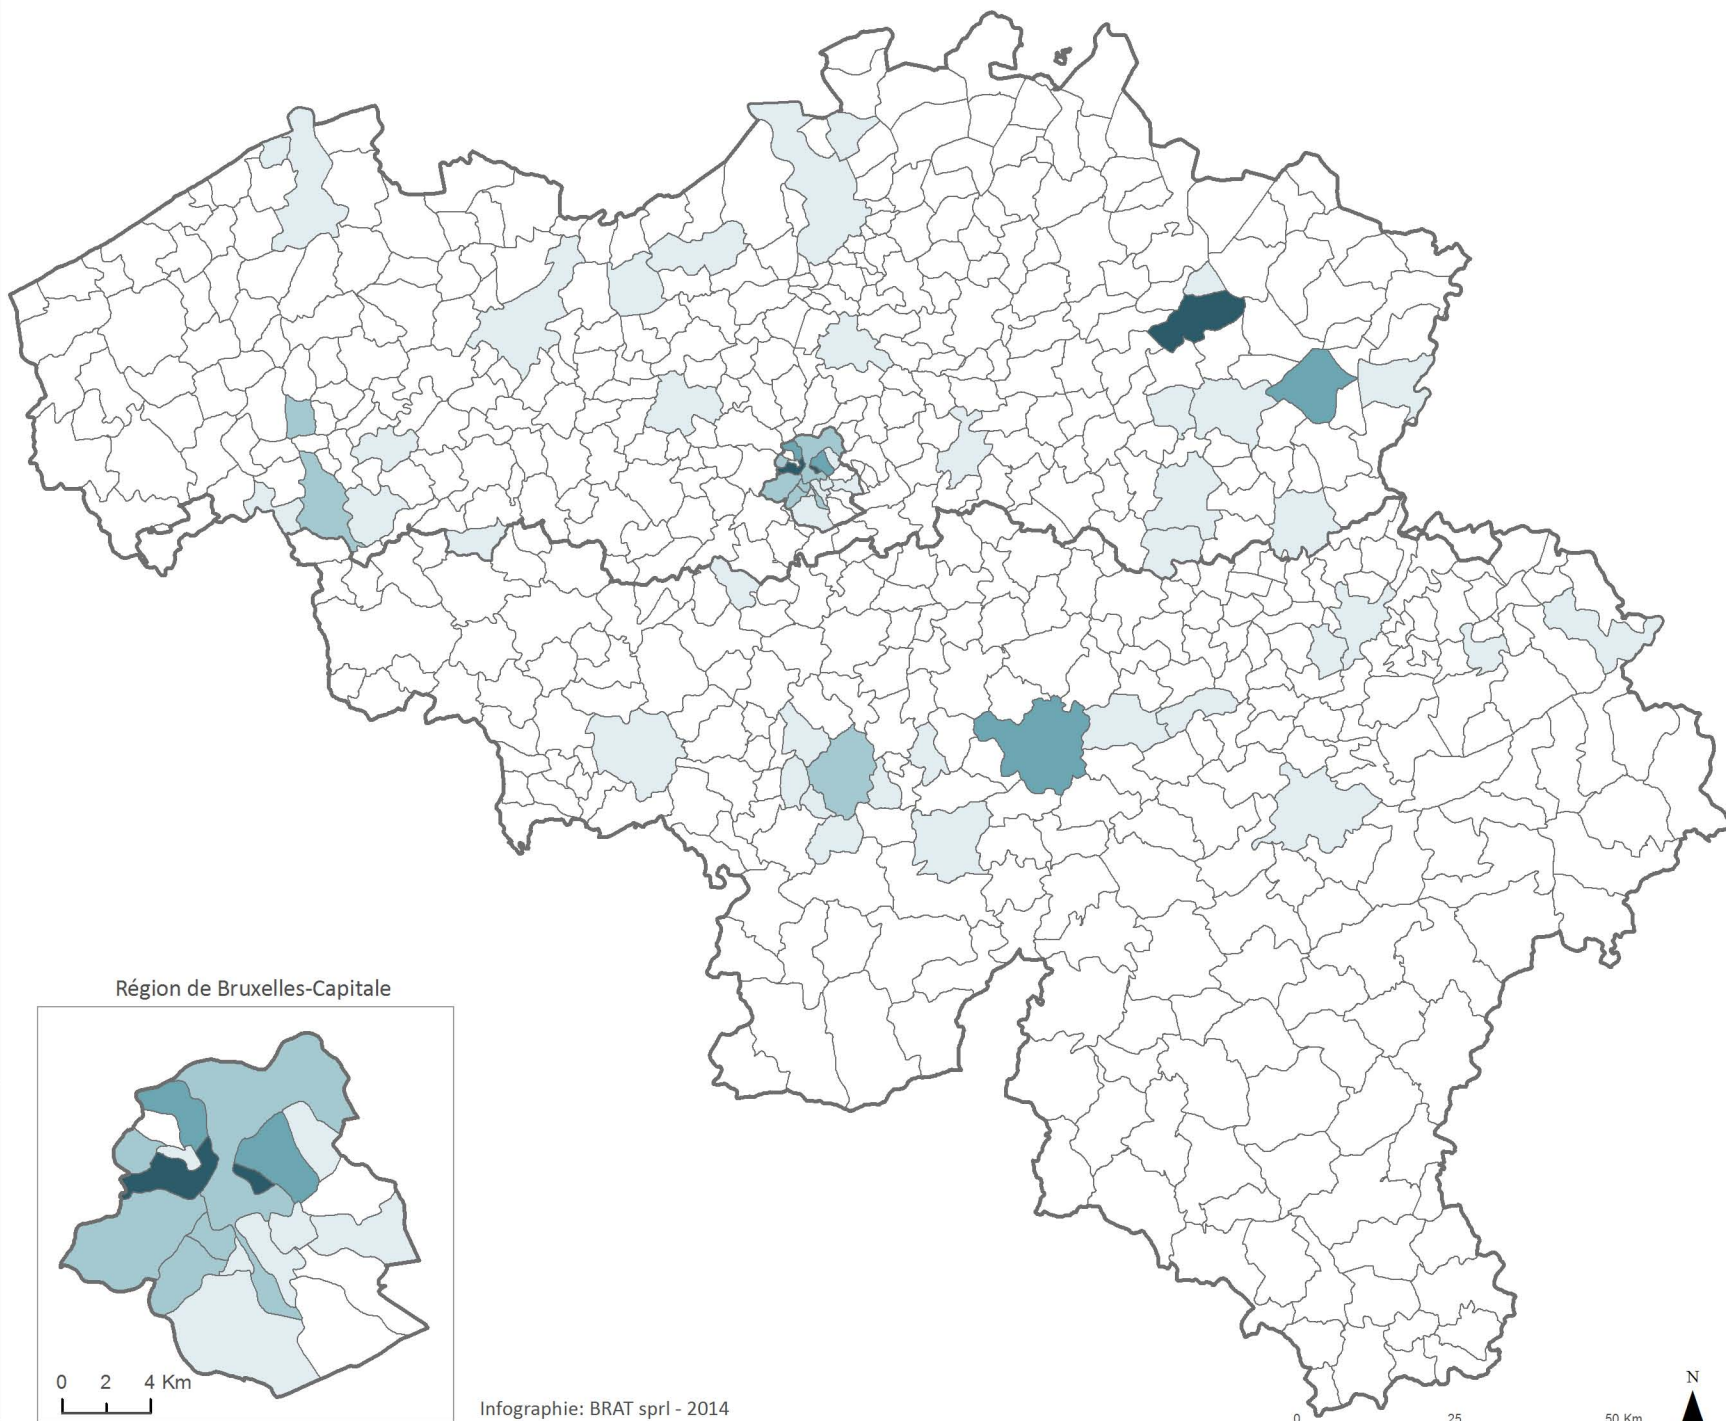 Région de Bruxelles-Capitale
0 2 4 Km
Infographie: BRAT sprl - 2014
N
0 25 50 Km